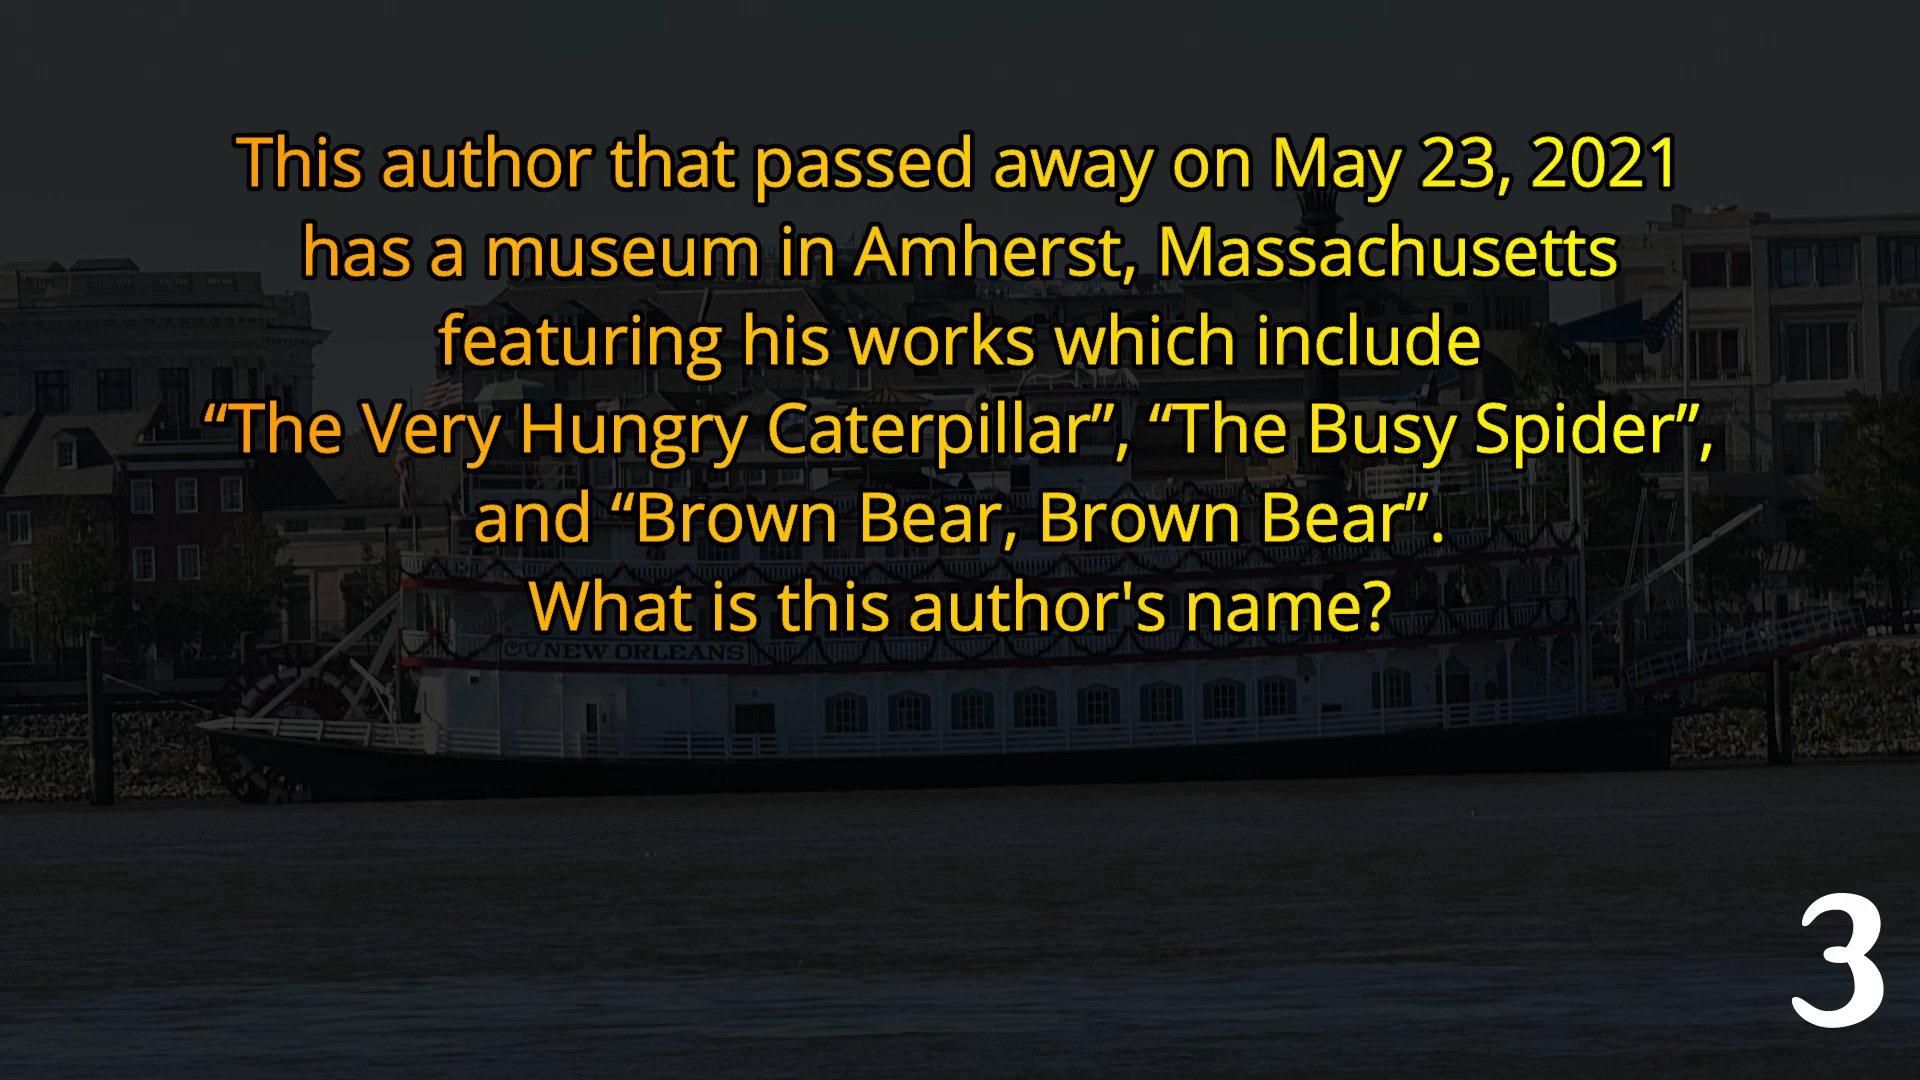 This author that passed away on May 23, 2021
has a museum in Amherst, Massachusetts
featuring his works which include
“The Very Hungry Caterpillar”, “The Busy Spider”,
and “Brown Bear, Brown Bear”.
What is this author's name?
City of NEW ORLEANS
3